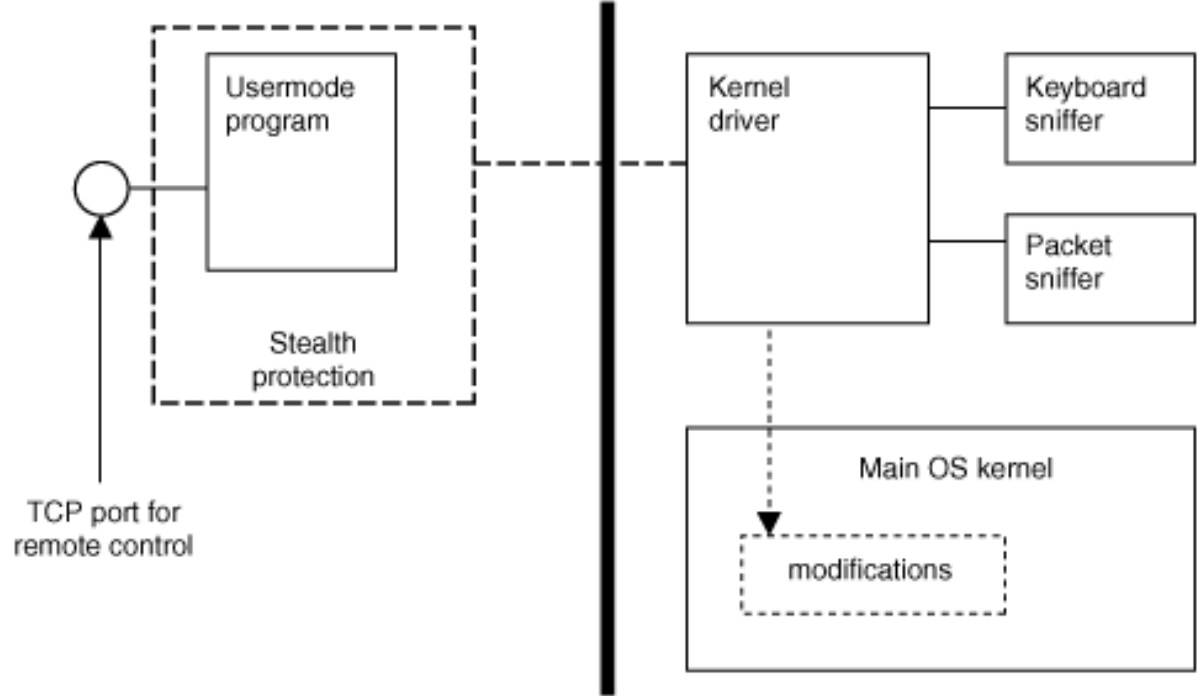 Usermode
program
Stealth
protection
TCP port for
remote control
Kernel
driver
Keyboard
sniffer
Packet
sniffer
Main OS kernel
modifications